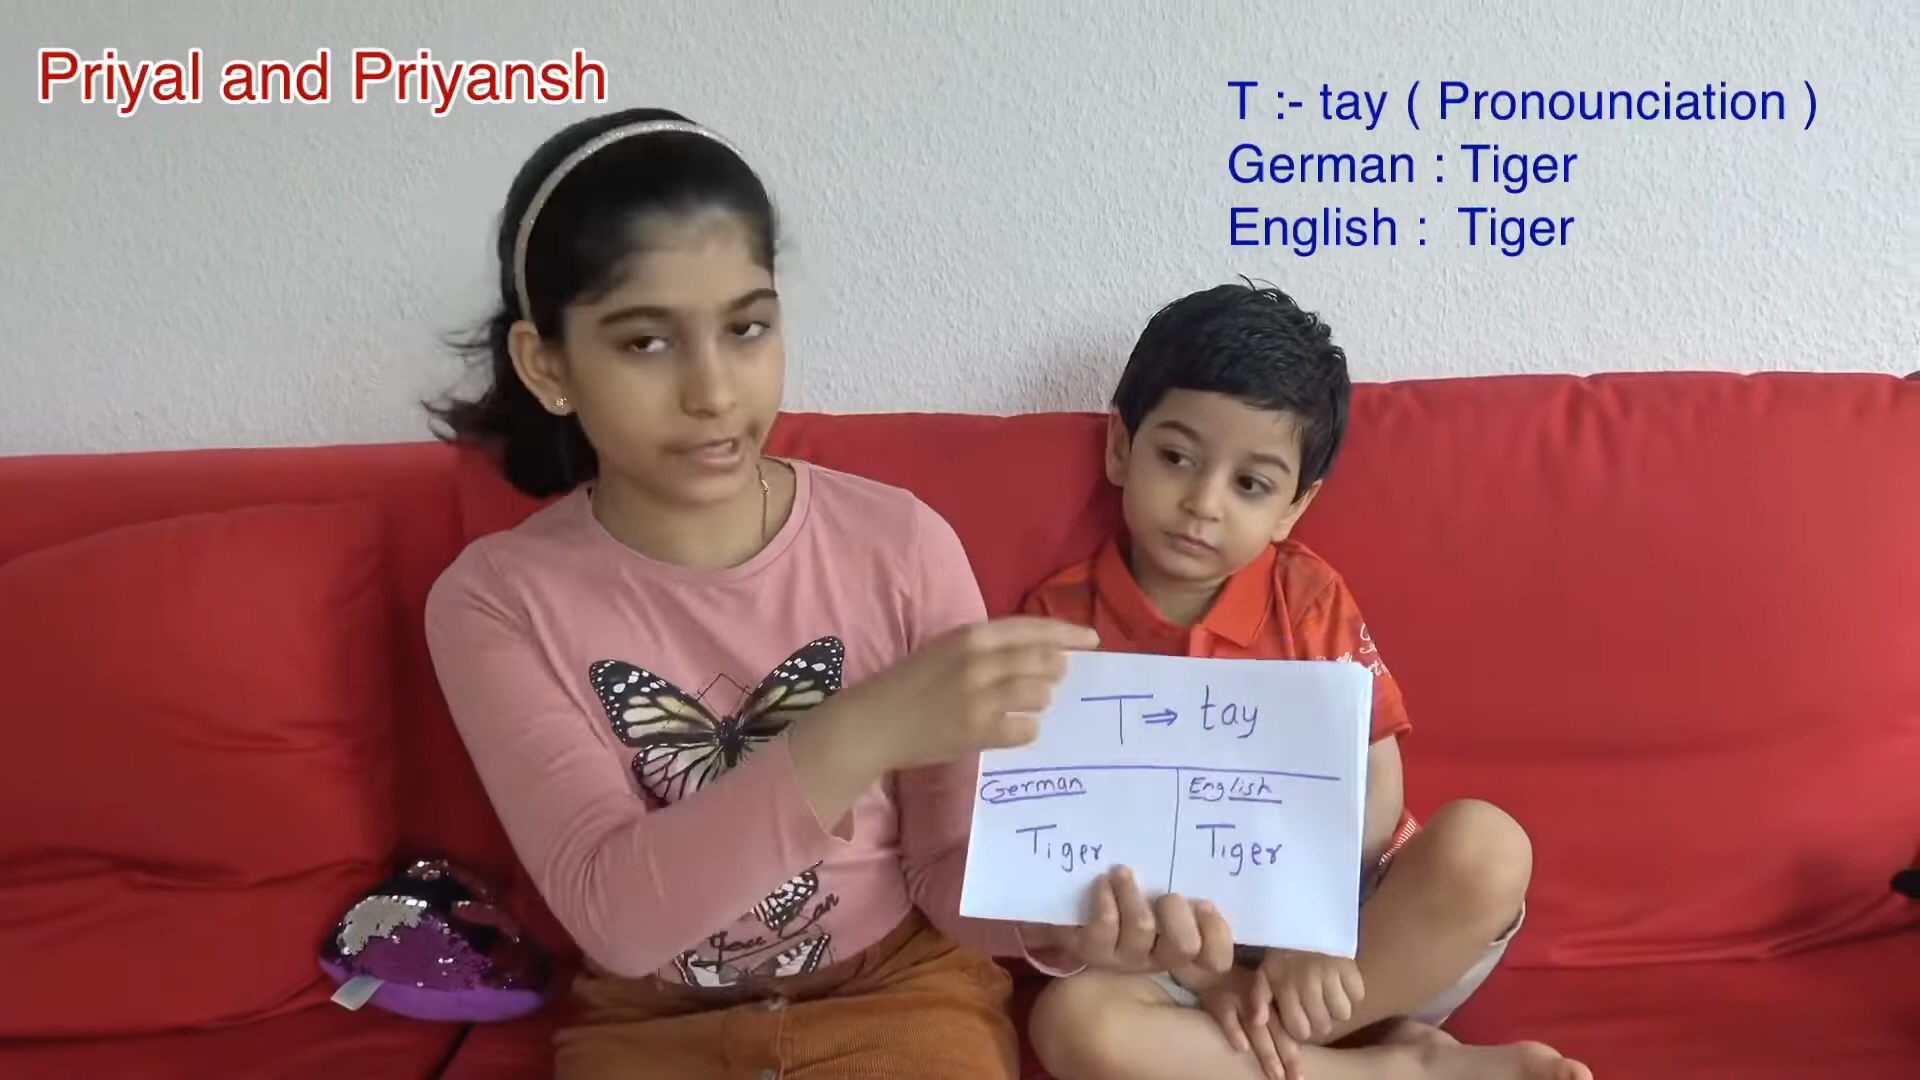 Priyal and Priyansh
T :- tay ( Pronounciation )
German : Tiger
English : Tiger
T ⇒ tay
German
English
Tiger
Tiger